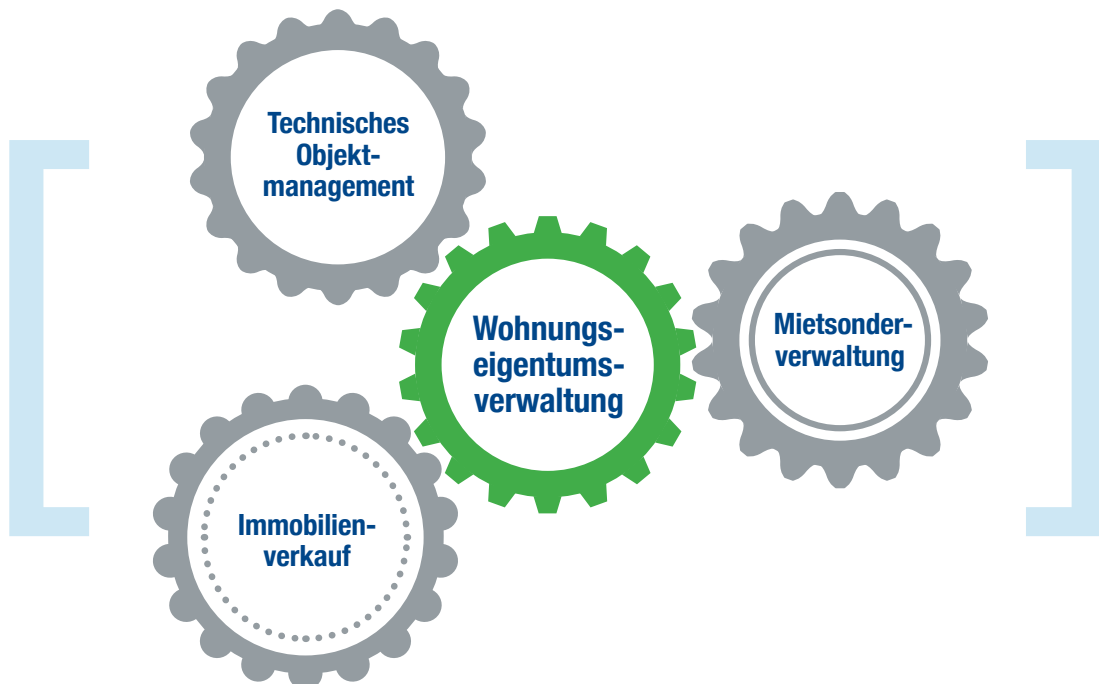 Technisches
Objekt-
management
Wohnungs-
eigentums-
verwaltung
Mietsonder-
verwaltung
Immobilien-
verkauf